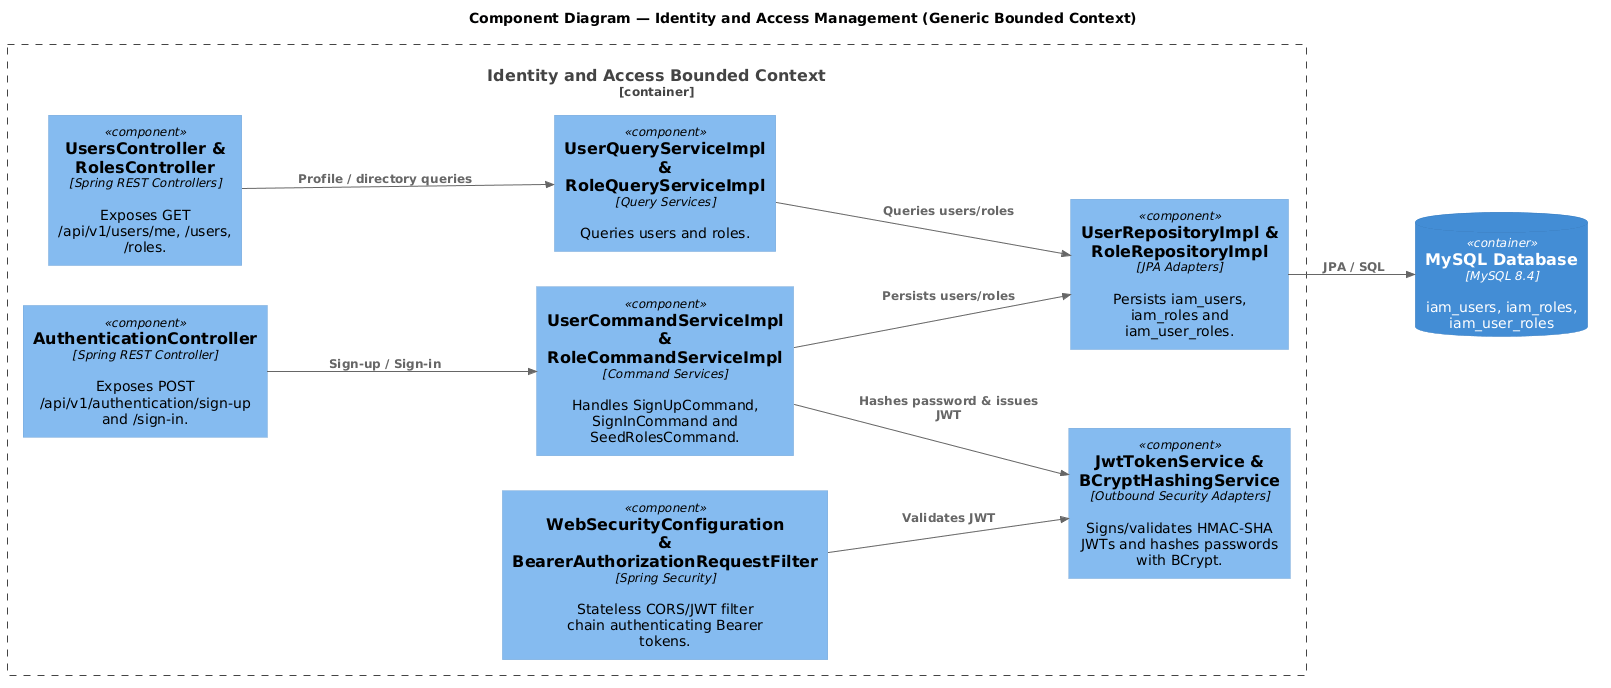 Component Diagram — Identity and Access Management (Generic Bounded Context)
Identity and Access Bounded Context
[container]
«component»
UsersController &
RolesController
[Spring REST Controllers]
Exposes GET
/api/v1/users/me, /users,
/roles.
Profile / directory queries
«component»
UserQueryServiceImpl
&
RoleQueryServiceImpl
[Query Services]
Queries users and roles.
Queries users/roles
«component»
AuthenticationController
[Spring REST Controller]
Exposes POST
/api/v1/authentication/sign-up
and /sign-in.
Sign-up / Sign-in
«component»
UserCommandServiceImpl
&
RoleCommandServiceImpl
[Command Services]
Handles SignUpCommand,
SignInCommand and
SeedRolesCommand.
Persists users/roles
Hashes password & issues
JWT
«component»
WebSecurityConfiguration
&
BearerAuthorizationRequestFilter
[Spring Security]
Stateless CORS/JWT filter
chain authenticating Bearer
tokens.
Validates JWT
«component»
UserRepositoryImpl &
RoleRepositoryImpl
[JPA Adapters]
Persists iam_users,
iam_roles and
iam_user_roles.
«component»
JwtTokenService &
BCryptHashingService
[Outbound Security Adapters]
Signs/validates HMAC-SHA
JWTs and hashes passwords
with BCrypt.
JPA / SQL
«container»
MySQL Database
[MySQL 8.4]
iam_users, iam_roles,
iam_user_roles